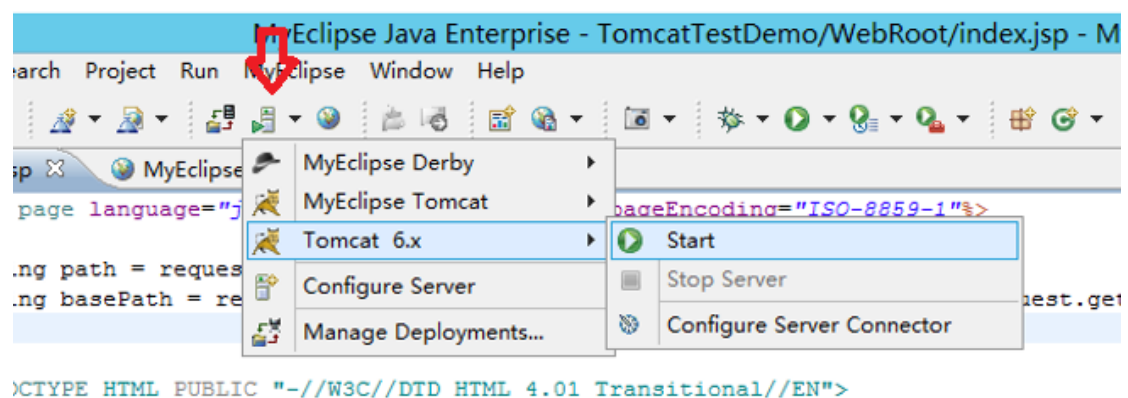 MyEclipse Java Enterprise - TomcatTestDemo/WebRoot/index.jsp - M
earch Project Run MyEclipse Window Help
sp MyEclipse
page language="j pageEncoding="ISO-8859-1"%>
ing path = reques
ing basePath = re uest.get
MyEclipse Derby
MyEclipse Tomcat
Tomcat 6.x
Configure Server
Manage Deployments...
Start
Stop Server
Configure Server Connector
OCTYPE HTML PUBLIC "-//W3C//DTD HTML 4.01 Transitional//EN">